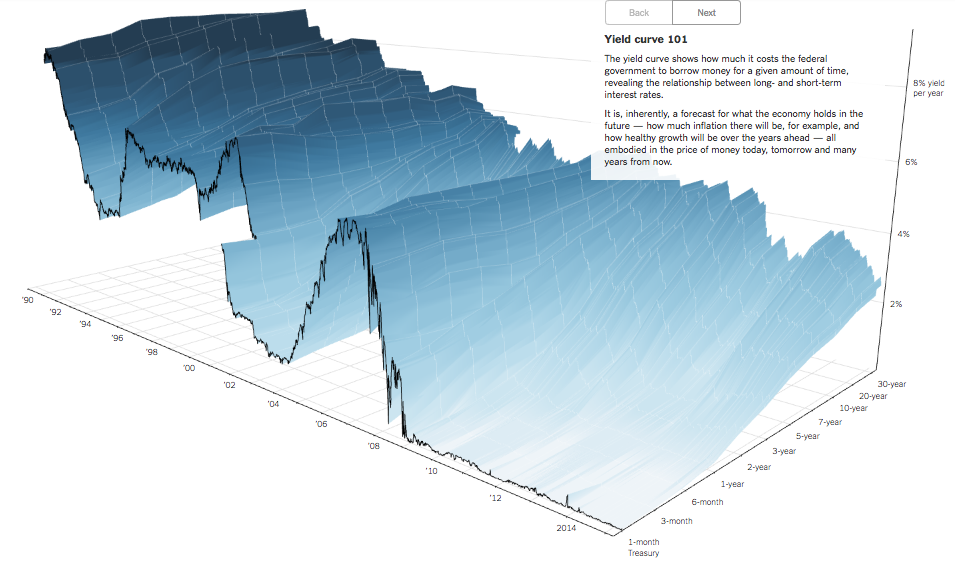 Back
Next
Yield curve 101
The yield curve shows how much it costs the federal
government to borrow money for a given amount of time,
revealing the relationship between long- and short-term
interest rates.
It is, inherently, a forecast for what the economy holds in the
future — how much inflation there will be, for example, and
how healthy growth will be over the years ahead — all
embodied in the price of money today, tomorrow and many
years from now.
8% yield
per year
6%
4%
2%
'90
'92
'94
'96
'98
'00
'02
'04
'06
'08
'10
'12
2014
30-year
20-year
10-year
7-year
5-year
3-year
2-year
1-year
6-month
3-month
1-month
Treasury